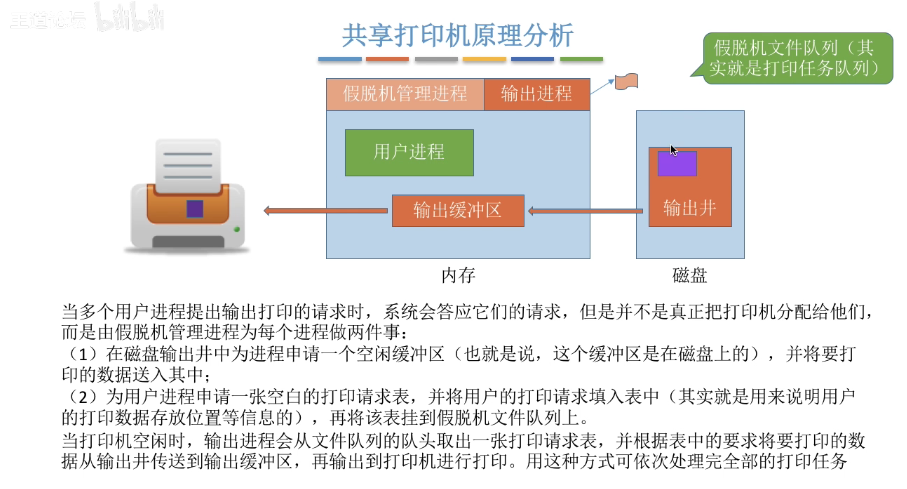 王道论坛 bilibili
共享打印机原理分析
假脱机文件队列（其
实就是打印任务队列）
假脱机管理进程
输出进程
用户进程
输出缓冲区
输出井
内存
磁盘
当多个用户进程提出输出打印的请求时，系统会答应它们的请求，但是并不是真正把打印机分配给他们，
而是由假脱机管理进程为每个进程做两件事：
（1）在磁盘输出井中为进程申请一个空闲缓冲区（也就是说，这个缓冲区是在磁盘上的），并将要打
印的数据送入其中；
（2）为用户进程申请一张空白的打印请求表，并将用户的打印请求填入表中（其实就是用来说明用户
的打印数据存放位置等信息的），再将该表挂到假脱机文件队列上。
当打印机空闲时，输出进程会从文件队列的队头取出一张打印请求表，并根据表中的要求将要打印的数
据从输出井传送到输出缓冲区，再输出到打印机进行打印。用这种方式可依次处理完全部的打印任务